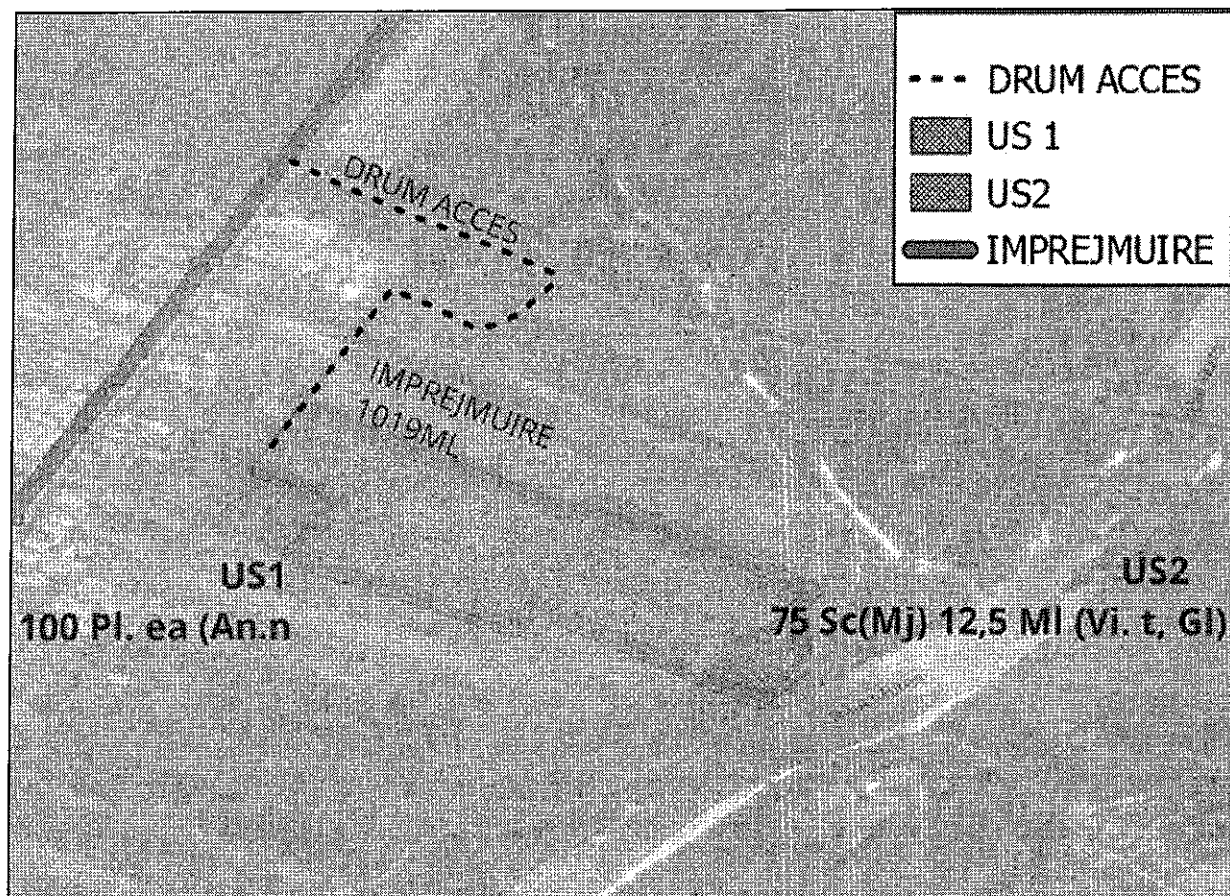 DRUM ACCES
US 1
US2
IMPREJMUIRE
DRUM ACCES
IMPREJMUIRE
1019ML
US1
100 Pl. ea (An.n
US2
75 Sc(Mj) 12,5 Ml (Vi. t, Gl)